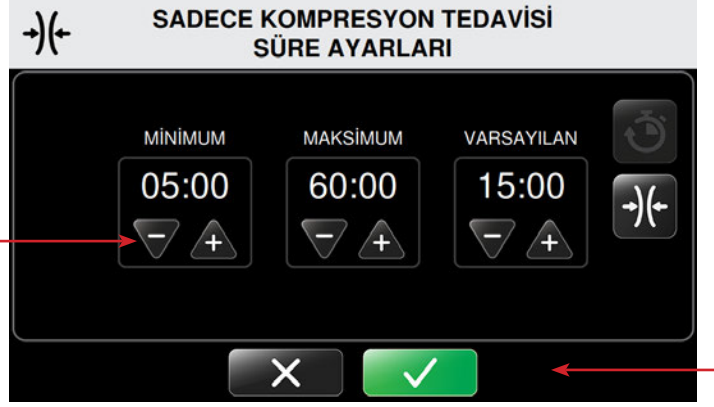 SADECE KOMPRESYON TEDAVİSİ
SÜRE AYARLARI
MİNİMUM MAKSİMUM VARSAYILAN
05:00 60:00 15:00
- + - + - +